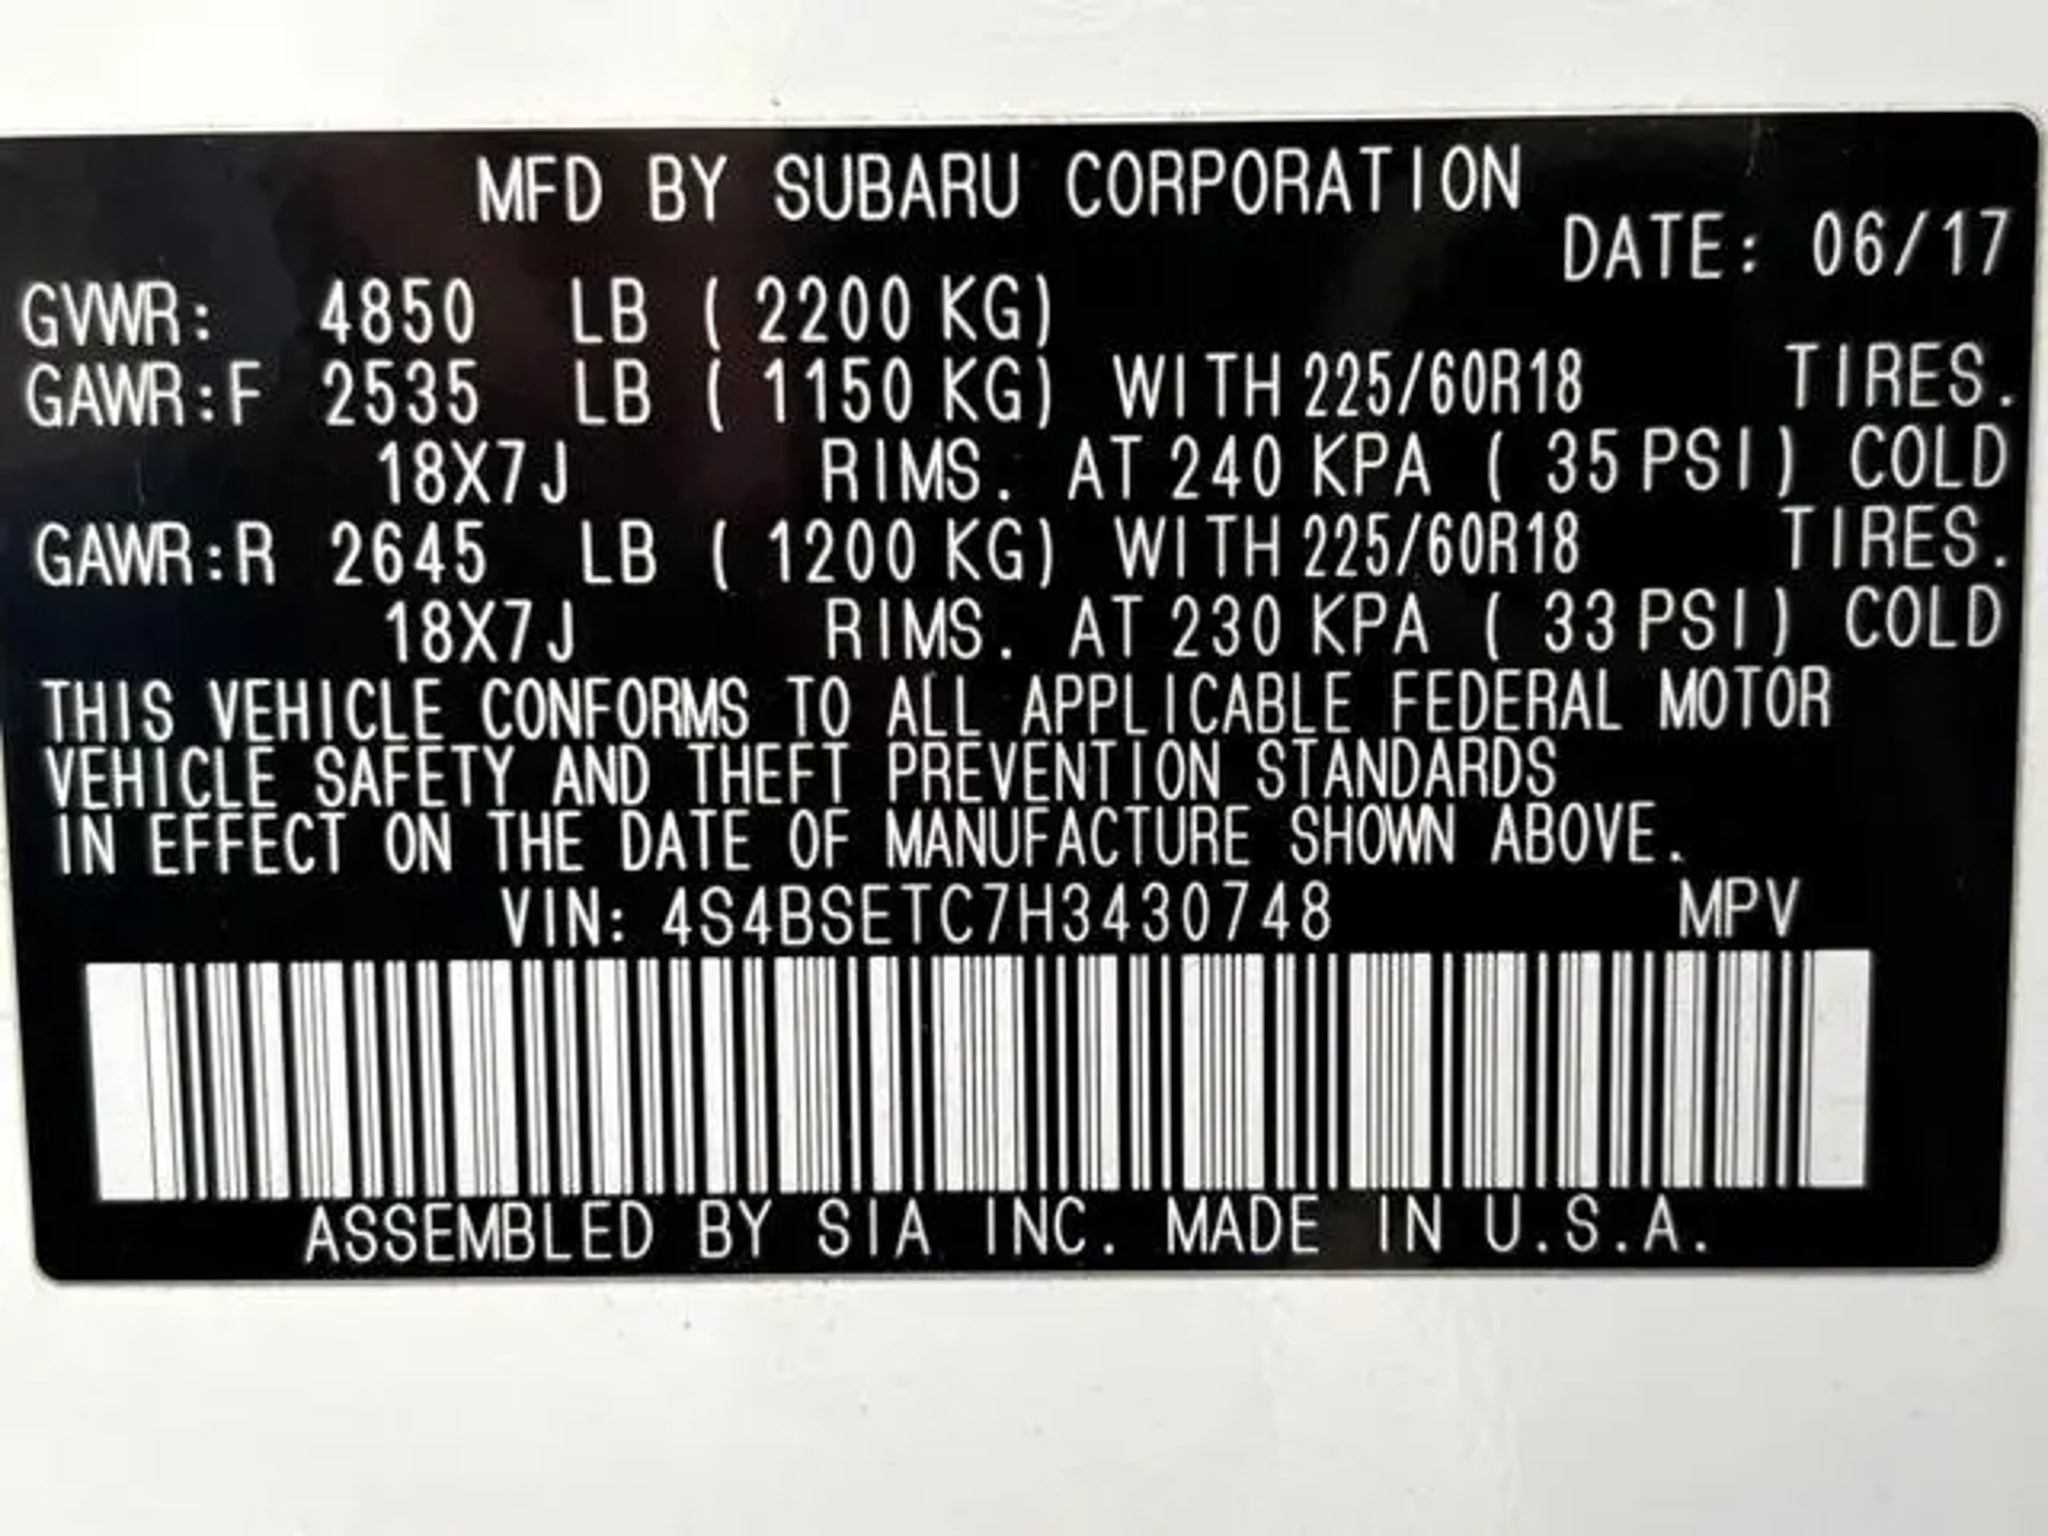 MFD BY SUBARU CORPORATION
DATE: 06/17
GVWR: 4850 LB ( 2200 KG)
GAWR:F 2535 LB ( 1150 KG) WITH 225/60R18 TIRES.
18X7J RIMS. AT 240 KPA ( 35 PSI) COLD
GAWR:R 2645 LB ( 1200 KG) WITH 225/60R18 TIRES.
18X7J RIMS. AT 230 KPA ( 33 PSI) COLD
THIS VEHICLE CONFORMS TO ALL APPLICABLE FEDERAL MOTOR
VEHICLE SAFETY AND THEFT PREVENTION STANDARDS
IN EFFECT ON THE DATE OF MANUFACTURE SHOWN ABOVE.
VIN: 4S4BSETC7H3430748 MPV
ASSEMBLED BY SIA INC. MADE IN U.S.A.